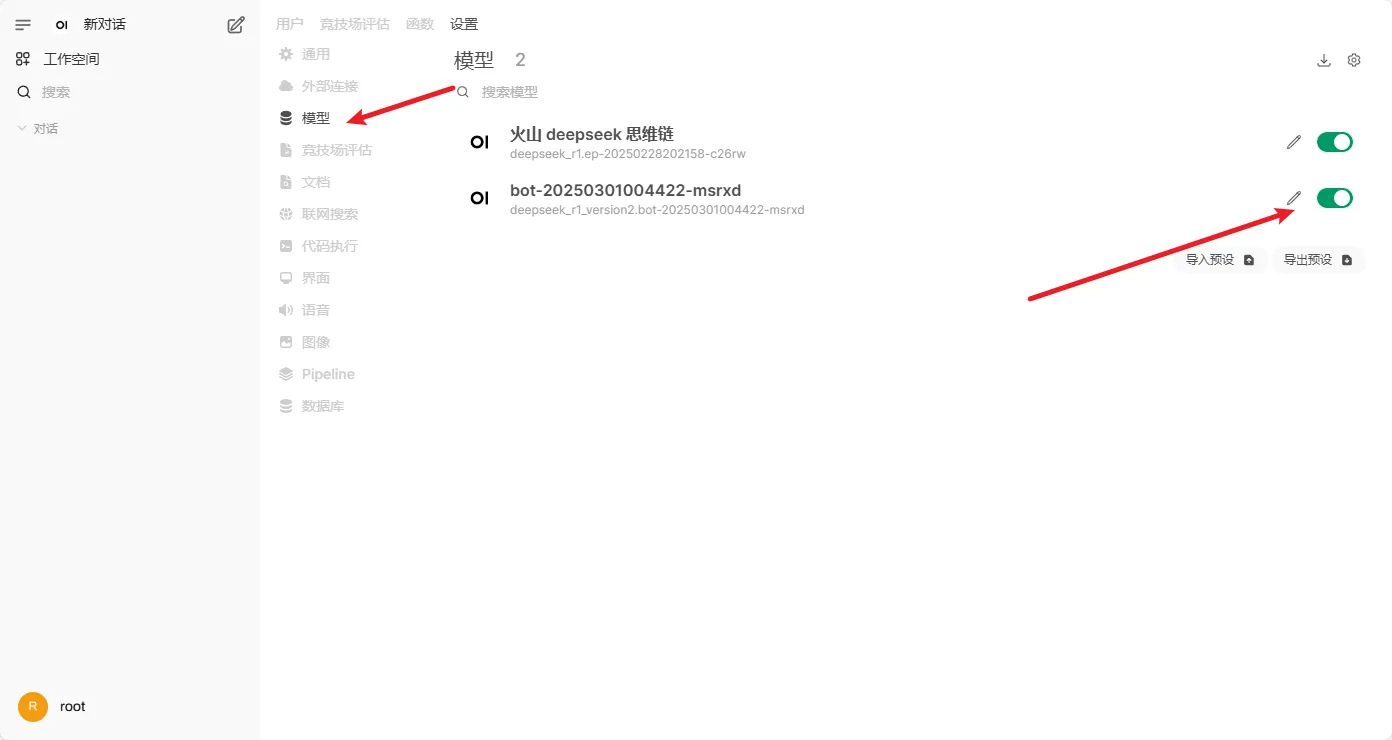 OI 新对话
工作空间
搜索
对话
R root
用户 竞技场评估 函数 设置
通用
外部连接
模型
竞技场评估
文档
联网搜索
代码执行
界面
语音
图像
Pipeline
数据库
模型 2
搜索模型
OI 火山 deepseek 思维链
deepseek_r1.ep-20250228202158-c26rw
OI bot-20250301004422-msrxd
deepseek_r1_version2.bot-20250301004422-msrxd
导入预设 导出预设